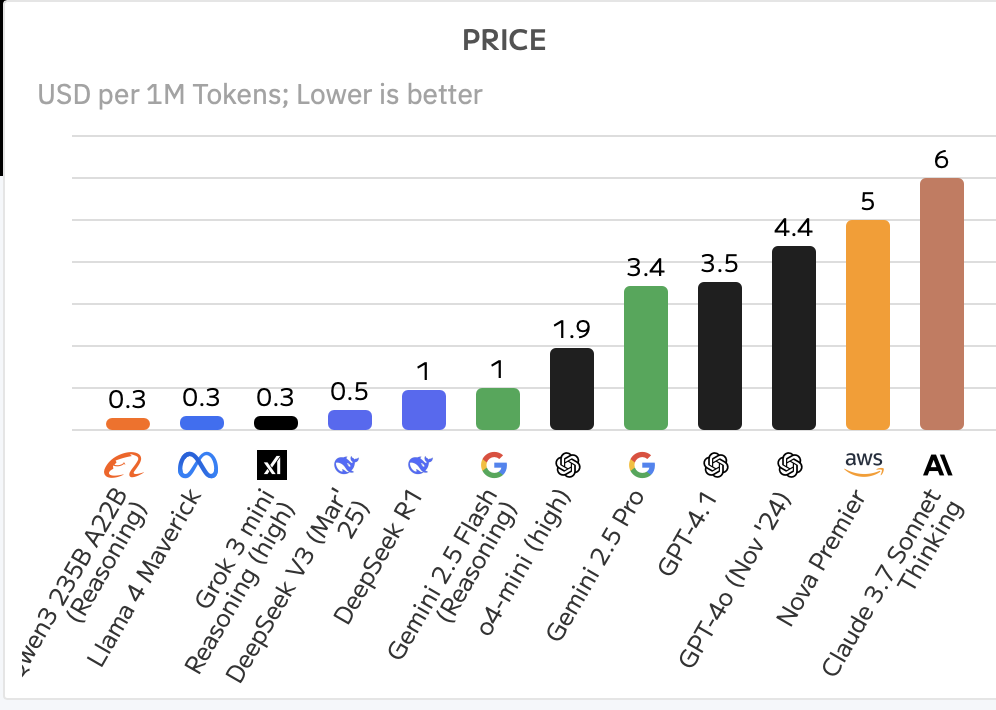 PRICE
USD per 1M Tokens; Lower is better
0.3
0.3
0.3
0.5
1
1
1.9
3.4
3.5
4.4
5
6
aws
wen3 235B A22B
(Reasoning)
Llama 4 Maverick
Grok 3 mini
Reasoning (high)
DeepSeek V3 (Mar'
25)
DeepSeek R1
Gemini 2.5 Flash
(Reasoning)
o4-mini (high)
Gemini 2.5 Pro
GPT-4.1
GPT-4o (Nov '24)
Nova Premier
Claude 3.7 Sonnet
Thinking